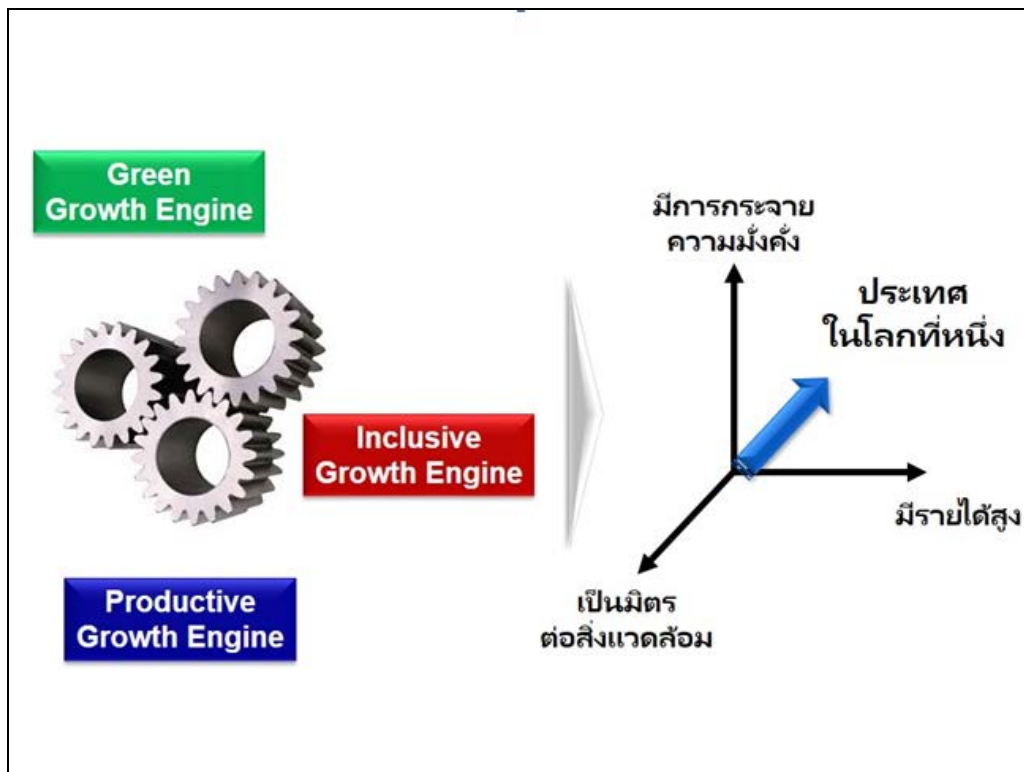 Green
Growth Engine
Inclusive
Growth Engine
Productive
Growth Engine
มีการกระจาย
ความมั่งคั่ง
ประเทศ
ในโลกที่หนึ่ง
มีรายได้สูง
เป็นมิตร
ต่อสิ่งแวดล้อม